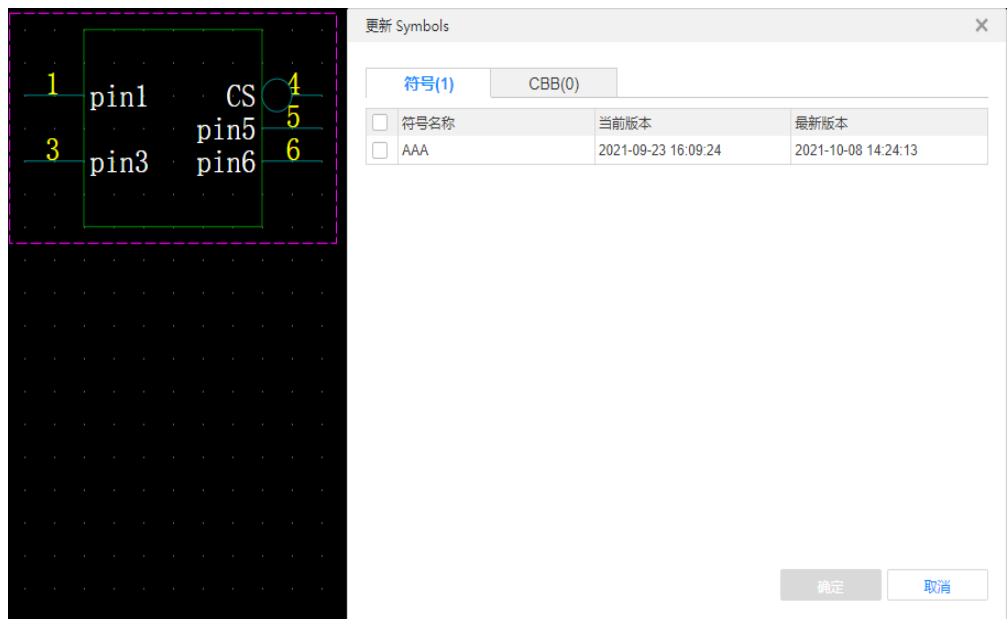 1
pin1
CS
4
pin5
5
3
pin3
pin6
6
更新 Symbols
符号(1)
CBB(0)
符号名称 当前版本 最新版本
AAA 2021-09-23 16:09:24 2021-10-08 14:24:13
确定
取消